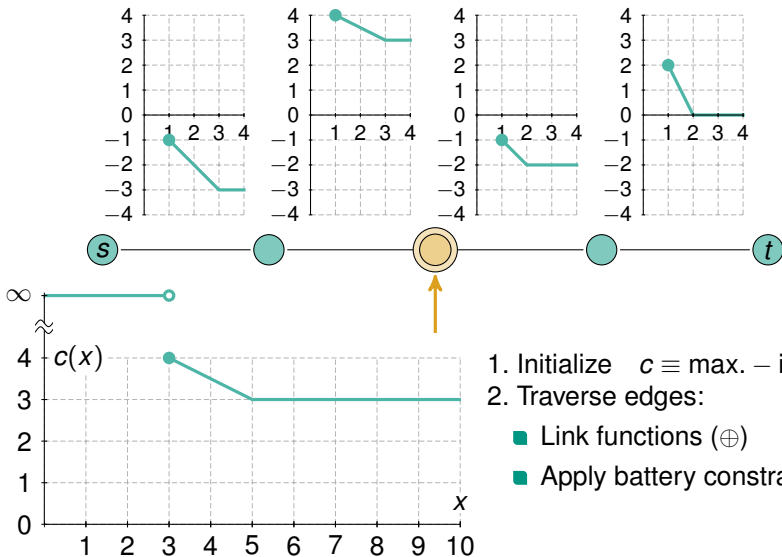 4 4 4 4
3 3 3 3
2 2 2 2
1 1 1 1
0 1 2 3 4 0 1 2 3 4 0 1 2 3 4 0 1 2 3 4
−1 −1 −1 −1
−2 −2 −2 −2
−3 −3 −3 −3
−4 −4 −4 −4
s t
∞
4 c(x)
3
2
1
0
1 2 3 4 5 6 7 8 9 10
x
1. Initialize c ≡ max. − i
2. Traverse edges:
Link functions (⊕)
Apply battery constra